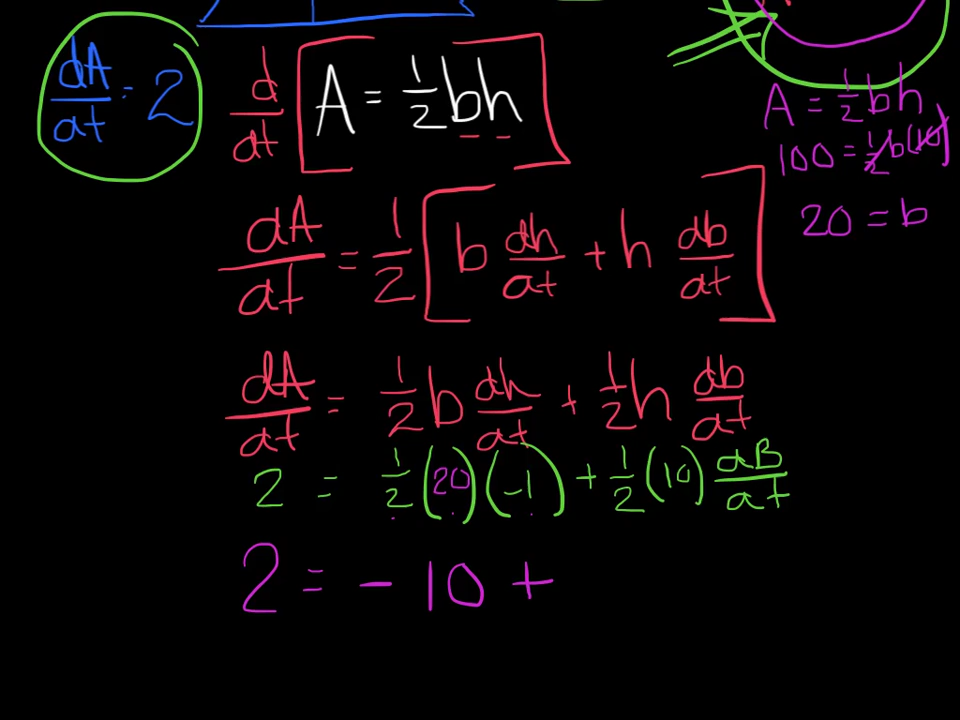 dA/dt = 2
d/dt [A = 1/2 bh]
A = 1/2 bh
100 = 1/2 b(10)
20 = b
dA/dt = 1/2 [b dh/dt + h db/dt]
dA/dt = 1/2 b dh/dt + 1/2 h db/dt
2 = 1/2 (20) (-1) + 1/2 (10) dB/dt
2 = - 10 +